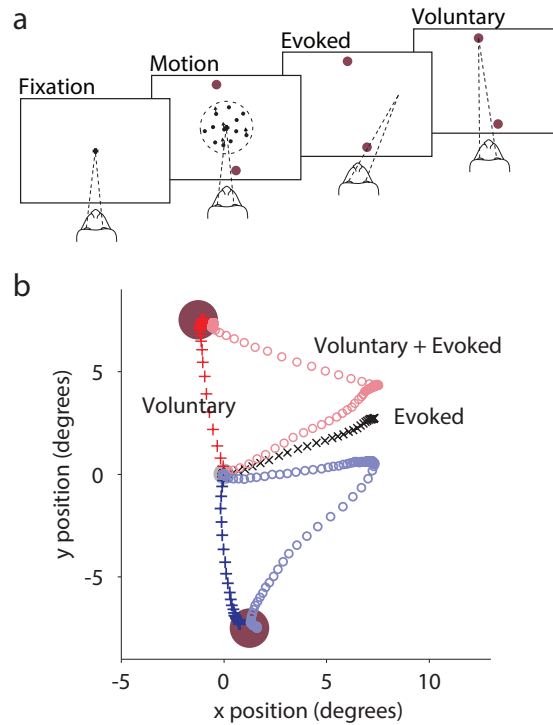 a
Fixation
Motion
Evoked
Voluntary
b
Voluntary + Evoked
Voluntary
Evoked
5
0
-5
y position (degrees)
-5 0 5 10
x position (degrees)